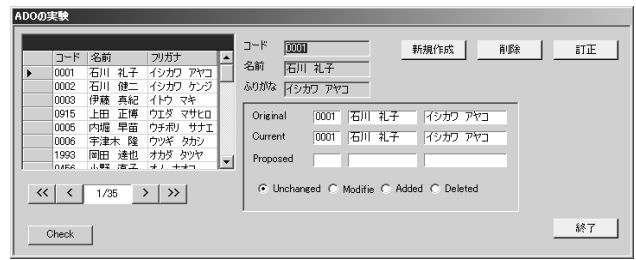 ADOの実験
コード 名前 フリガナ
0001 石川 礼子 イシカワ アヤコ
0002 石川 健二 イシカワ ケンジ
0003 伊藤 真紀 イトウ マキ
0915 上田 正博 ウエダ マサヒロ
0005 内堀 早苗 ウチボリ サナエ
0006 宇津木 隆 ウツギ タカシ
1993 岡田 達也 オカダ タツヤ
<< < 1/35 > >>
Check
コード 0001
名前 石川 礼子
ふりがな イシカワ アヤコ
新規作成 削除 訂正
Original 0001 石川 礼子 イシカワ アヤコ
Current 0001 石川 礼子 イシカワ アヤコ
Proposed
Unchanged Modifie Added Deleted
終了